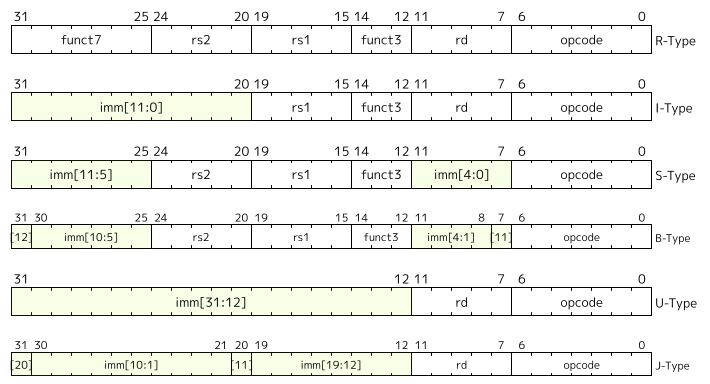 31 25 24 20 19 15 14 12 11 7 6 0
funct7 rs2 rs1 funct3 rd opcode R-Type
31 20 19 15 14 12 11 7 6 0
imm[11:0] rs1 funct3 rd opcode I-Type
31 25 24 20 19 15 14 12 11 7 6 0
imm[11:5] rs2 rs1 funct3 imm[4:0] opcode S-Type
31 30 25 24 20 19 15 14 12 11 8 7 6 0
[12] imm[10:5] rs2 rs1 funct3 imm[4:1] [11] opcode B-Type
31 12 11 7 6 0
imm[31:12] rd opcode U-Type
31 30 21 20 19 12 11 7 6 0
[20] imm[10:1] [11] imm[19:12] rd opcode J-Type